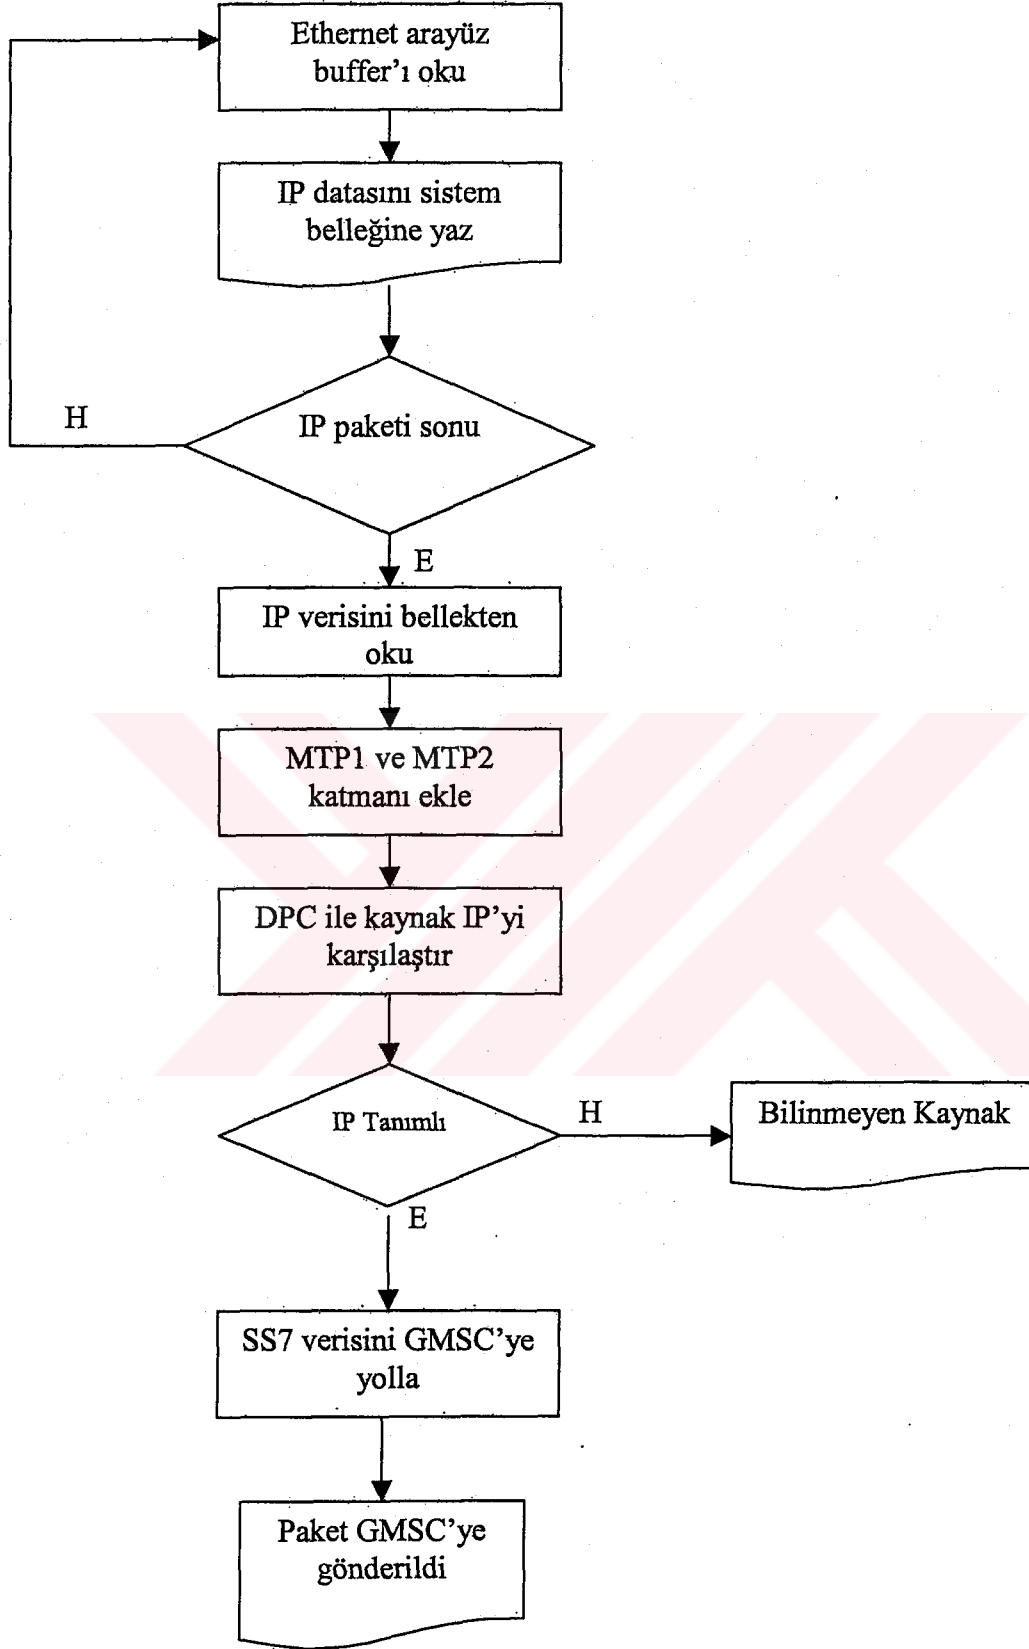 Ethernet arayüz
buffer'ı oku
IP datasını sistem
belleğine yaz
IP paketi sonu
H
E
IP verisini bellekten
oku
MTP1 ve MTP2
katmanı ekle
DPC ile kaynak IP'yi
karşılaştır
IP Tanımlı
H
Bilinmeyen Kaynak
E
SS7 verisini GMSC'ye
yolla
Paket GMSC'ye
gönderildi